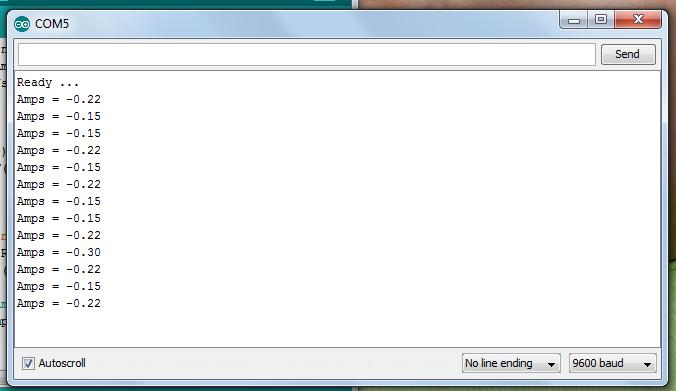 COM5
Send
Ready ...
Amps = -0.22
Amps = -0.15
Amps = -0.15
Amps = -0.22
Amps = -0.15
Amps = -0.22
Amps = -0.15
Amps = -0.15
Amps = -0.22
Amps = -0.30
Amps = -0.22
Amps = -0.15
Amps = -0.22
Autoscroll
No line ending
9600 baud